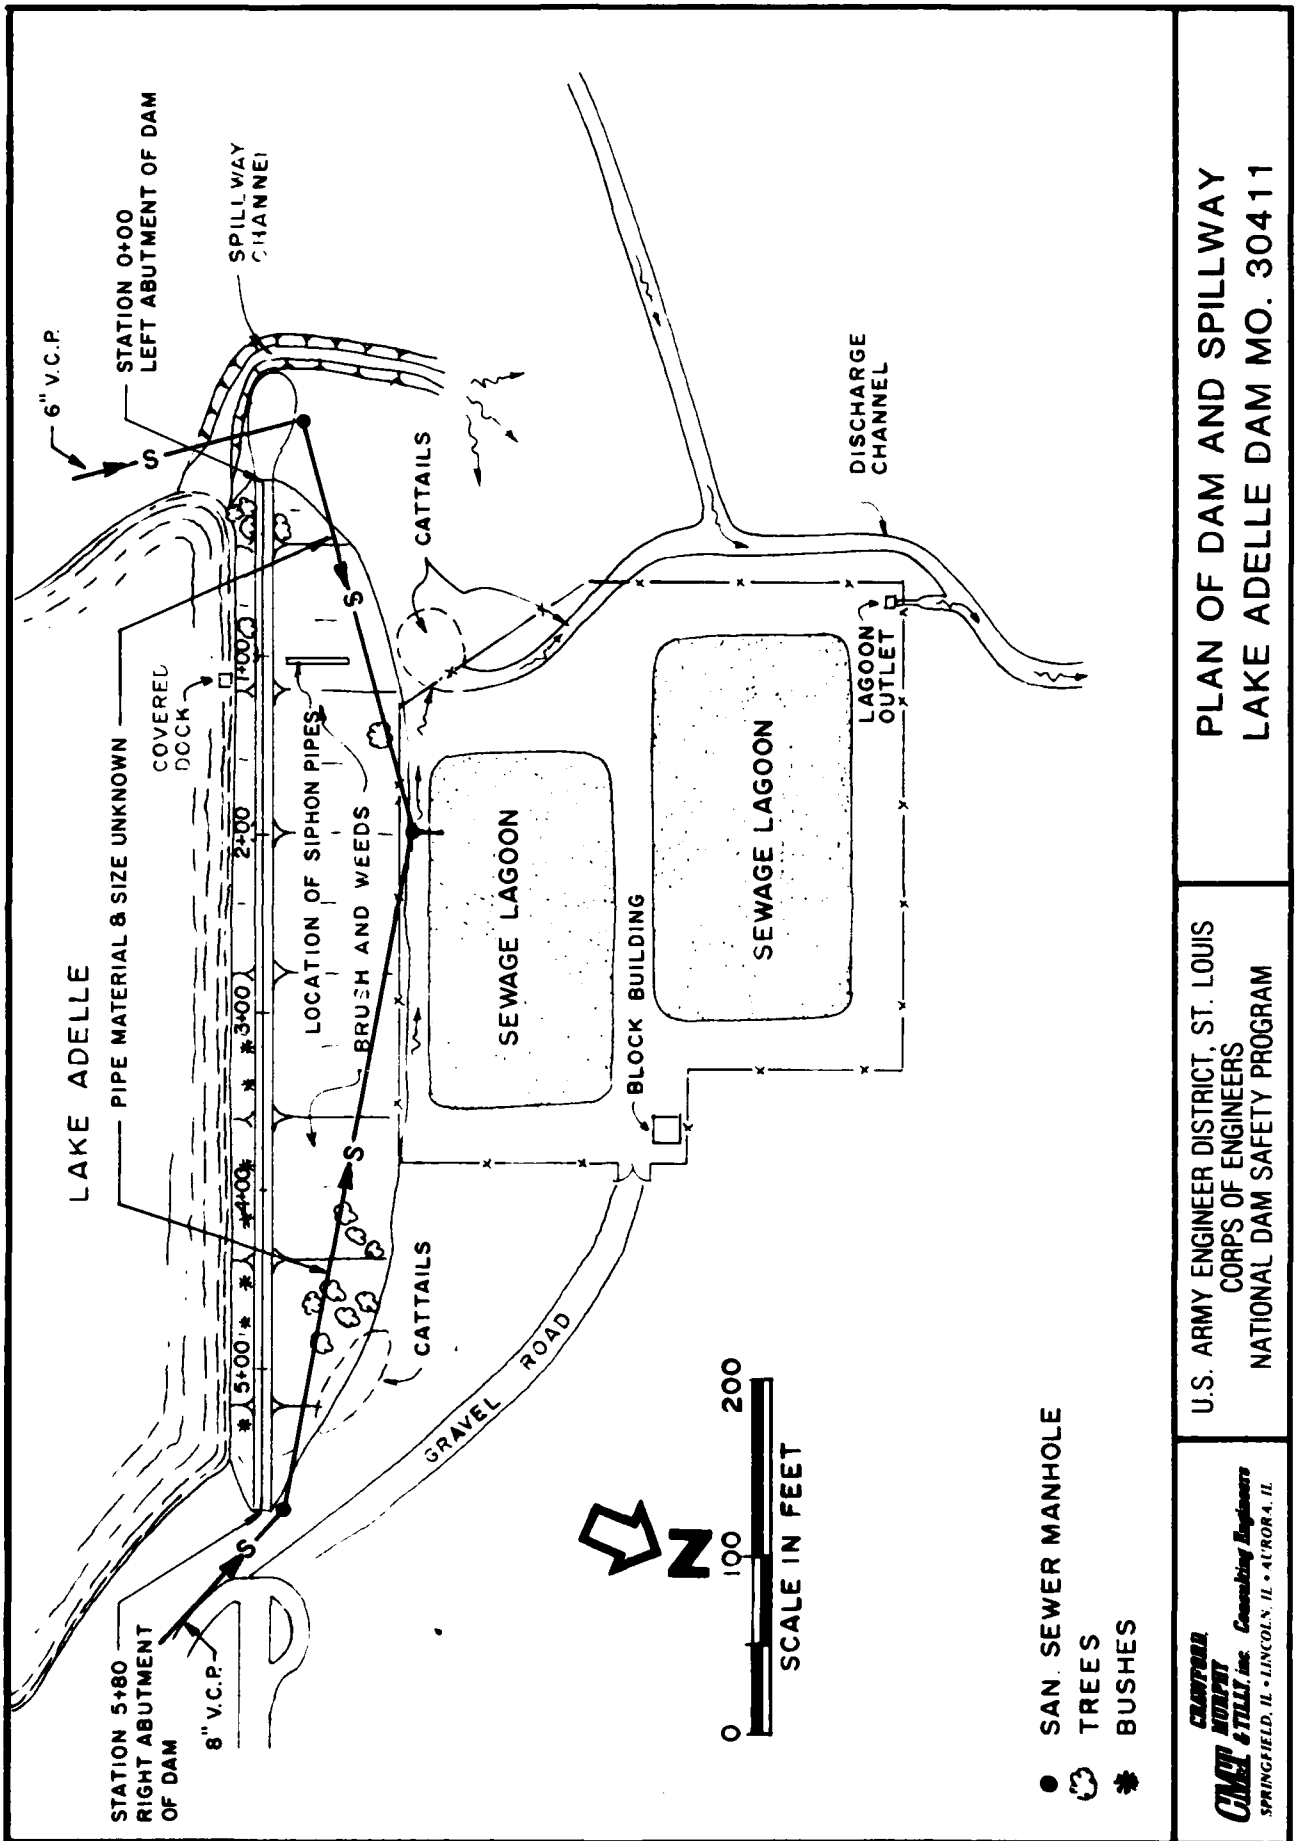 LAKE ADELLE
PIPE MATERIAL & SIZE UNKNOWN
6" V.C.P.
STATION 0+00
LEFT ABUTMENT OF DAM
SPILLWAY
CHANNEL
COVERED
DOCK
STATION 5+80
RIGHT ABUTMENT
OF DAM
8" V.C.P.
S
S
S
S
5+00
4+00
3+00
2+00
1+00
LOCATION OF SIPHON PIPES
BRUSH AND WEEDS
CATTAILS
CATTAILS
SEWAGE LAGOON
SEWAGE LAGOON
BLOCK BUILDING
LAGOON
OUTLET
DISCHARGE
CHANNEL
GRAVEL ROAD
N
0 100 200
SCALE IN FEET
SAN. SEWER MANHOLE
TREES
BUSHES
CRAWFORD
MURPHY
& TILLY, inc. Consulting Engineers
CMT
SPRINGFIELD, IL • LINCOLN, IL • AURORA, IL
U.S. ARMY ENGINEER DISTRICT, ST. LOUIS
CORPS OF ENGINEERS
NATIONAL DAM SAFETY PROGRAM
PLAN OF DAM AND SPILLWAY
LAKE ADELLE DAM MO. 30411